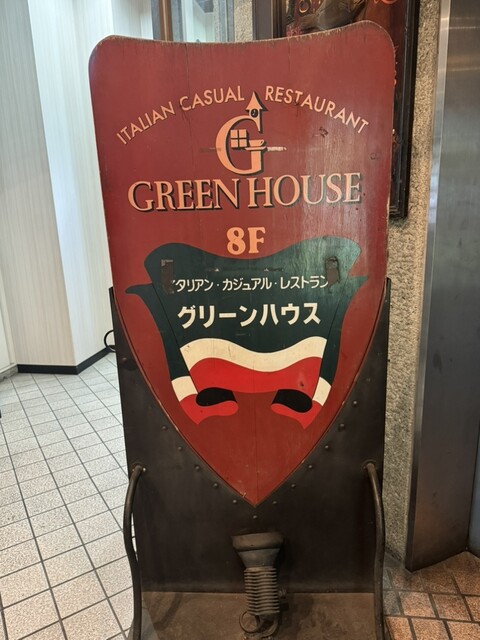 ITALIAN CASUAL RESTAURANT
G
GREEN HOUSE
8F
イタリアン・カジュアル・レストラン
グリーンハウス